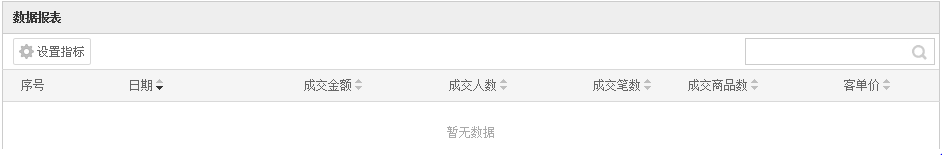 数据报表
设置指标
序号 日期 成交金额 成交人数 成交笔数 成交商品数 客单价
暂无数据